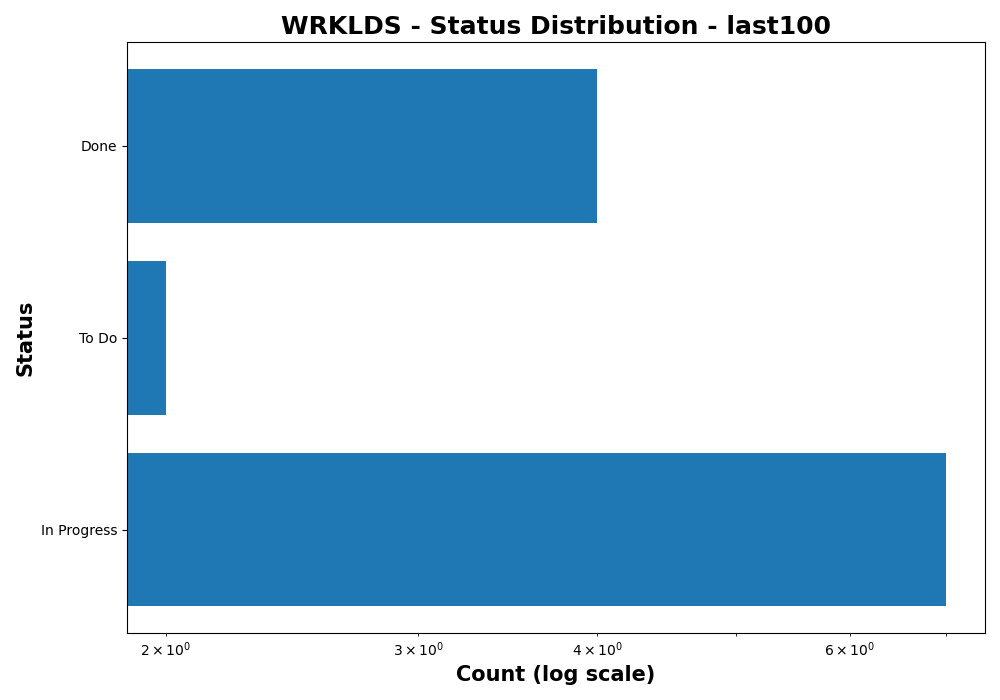 WRKLDS - Status Distribution - last100
Done
To Do
In Progress
Status
2 × 10⁰
3 × 10⁰
4 × 10⁰
6 × 10⁰
Count (log scale)